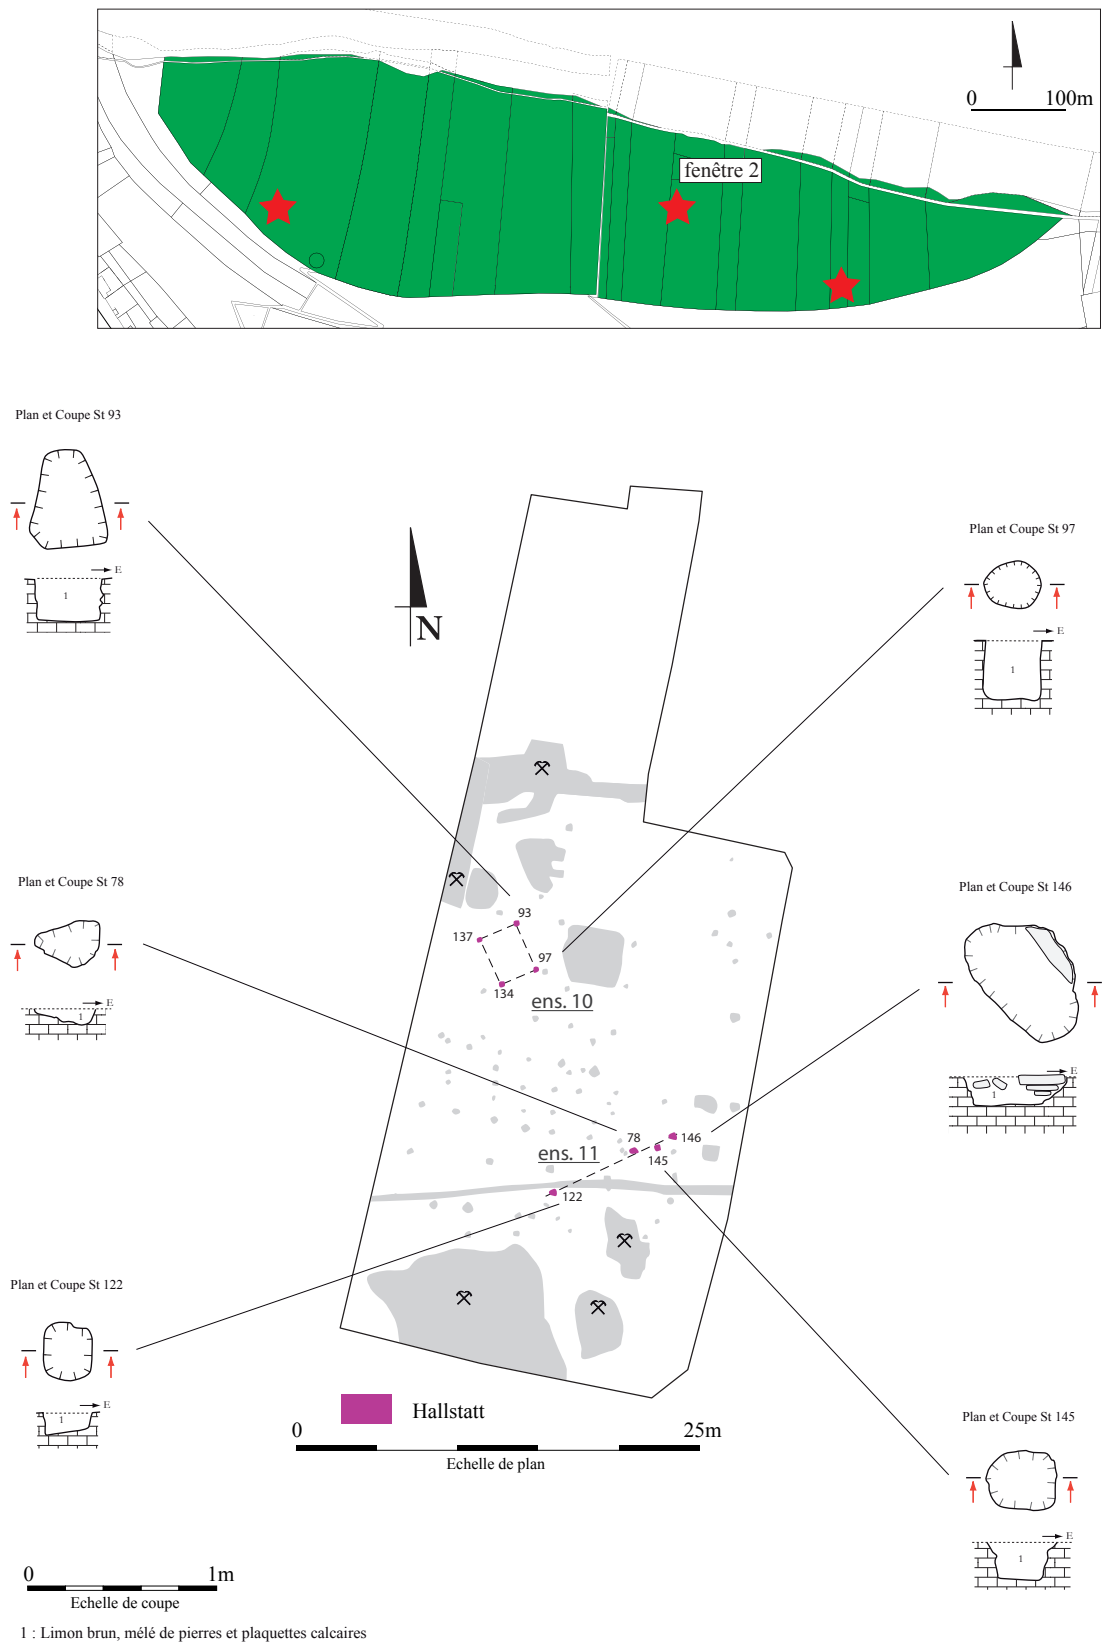 0 100m
fenêtre 2
Plan et Coupe St 93
E
1
N
Plan et Coupe St 97
E
1
Plan et Coupe St 78
E
1
93
137
97
134
ens. 10
Plan et Coupe St 146
E
1
78
146
145
ens. 11
122
Plan et Coupe St 122
E
1
Hallstatt
0 25m
Echelle de plan
Plan et Coupe St 145
E
1
0 1m
Echelle de coupe
1 : Limon brun, mélé de pierres et plaquettes calcaires